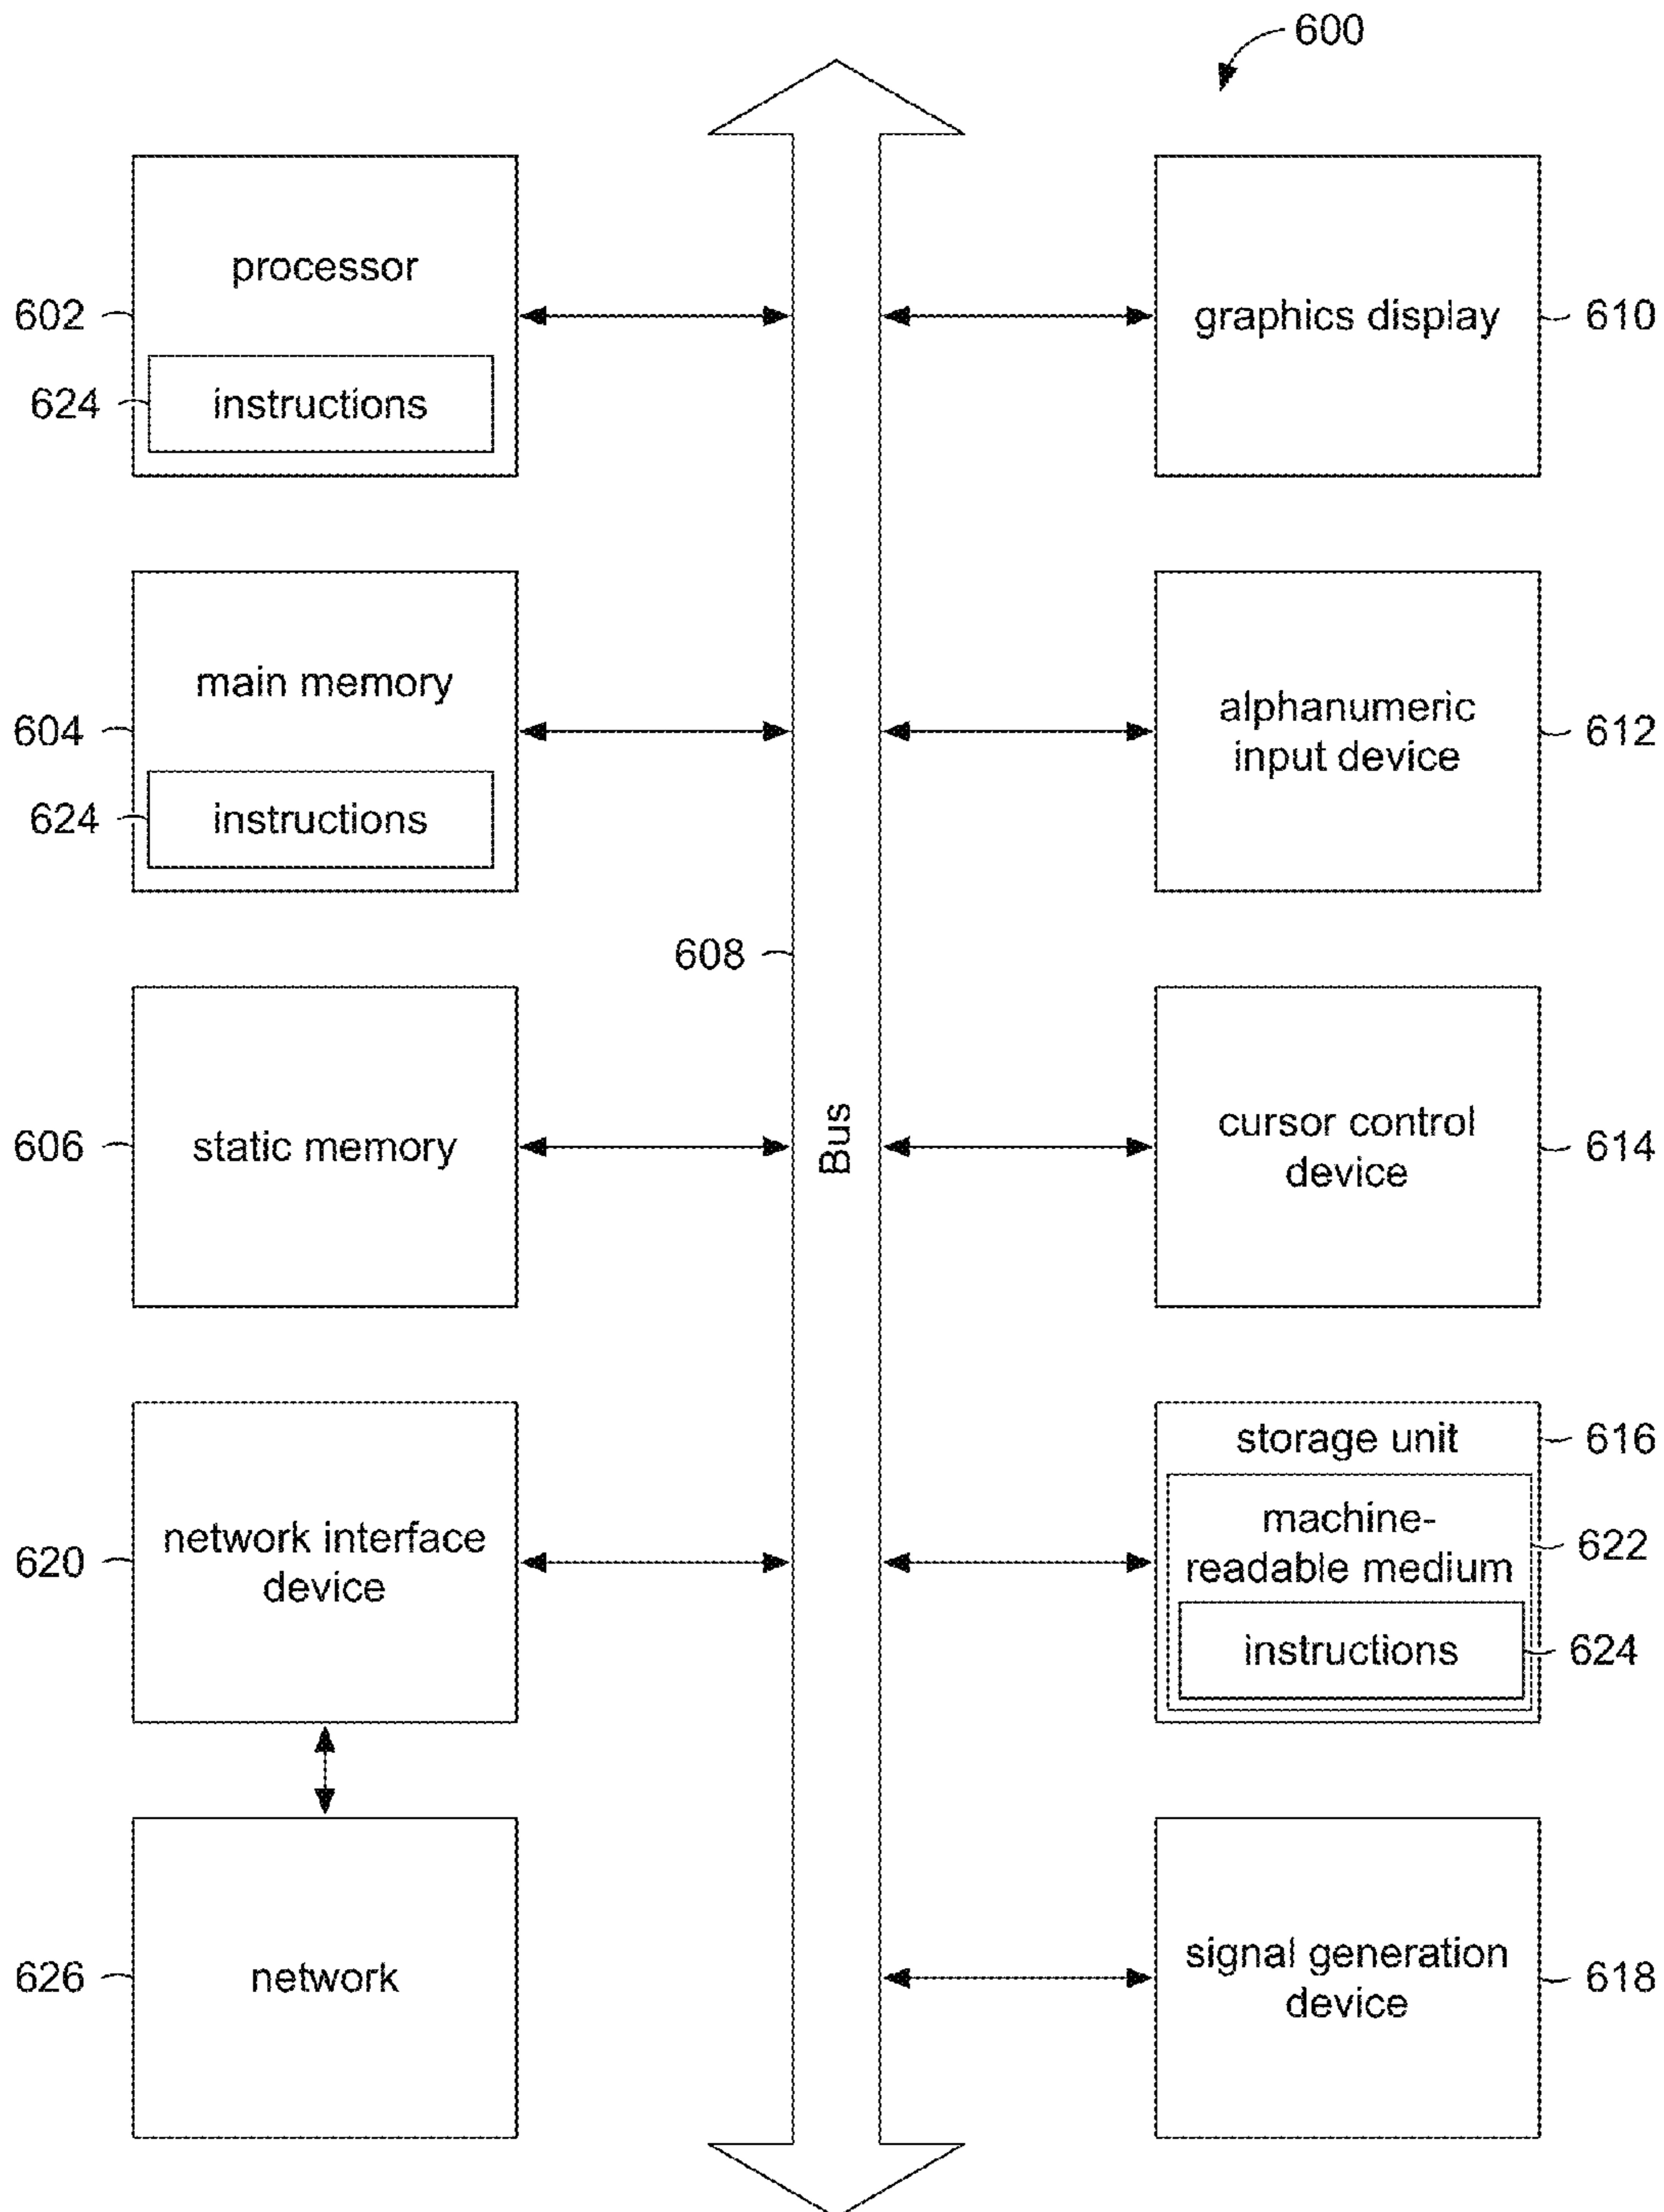 600
processor
602
624
instructions
graphics display
610
main memory
604
624
instructions
alphanumeric
input device
612
608
Bus
606
static memory
cursor control
device
614
620
network interface
device
storage unit
616
machine-
readable medium
622
instructions
624
626
network
signal generation
device
618